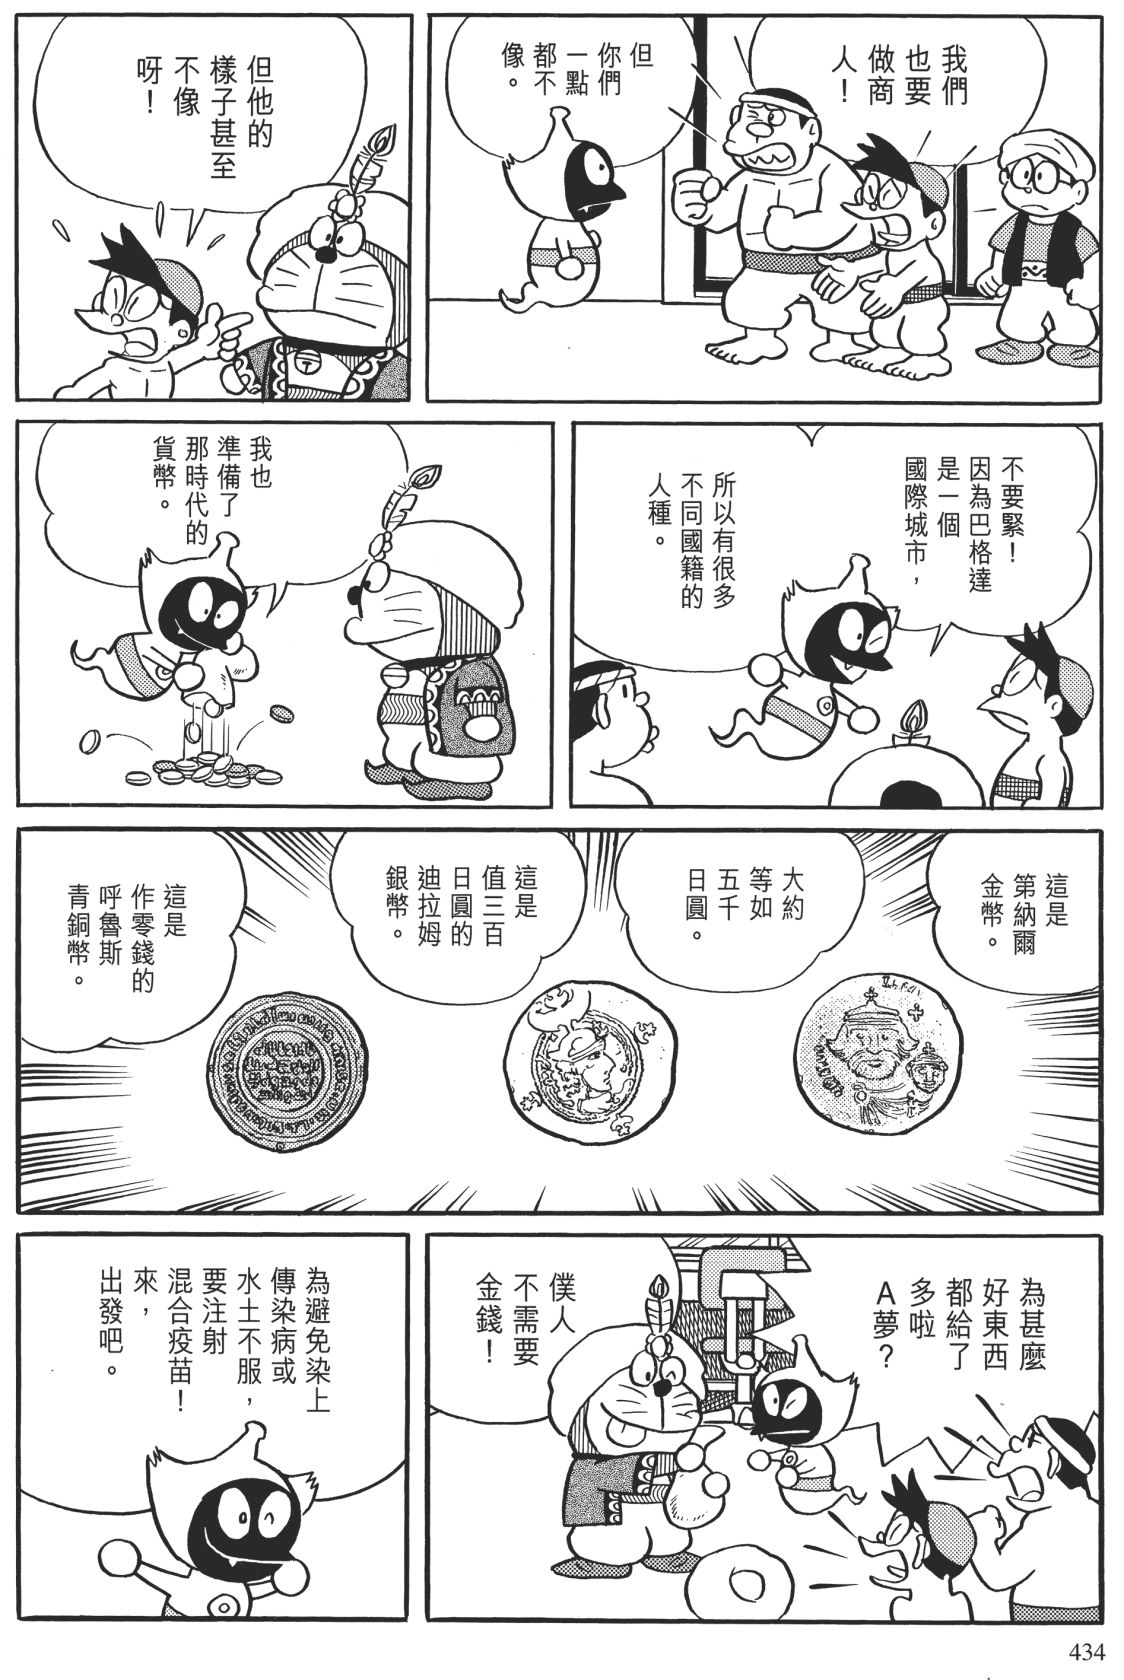 我們
也要
做商
人！
但
你們
一點
都不
像。
但他的
樣子甚至
不像
呀！
不要緊！
因為巴格達
是一個
國際城市，
所以有很多
不同國籍的
人種。
我也
準備了
那時代的
貨幣。
這是
第納爾
金幣。
大約
等如
五千
日圓。
這是
值三百
日圓的
迪拉姆
銀幣。
這是
作零錢的
呼魯斯
青銅幣。
為甚麼
好東西
都給了
多啦
A夢？
僕人
不需要
金錢！
為避免染上
傳染病或
水土不服，
要注射
混合疫苗！
來，
出發吧。
434